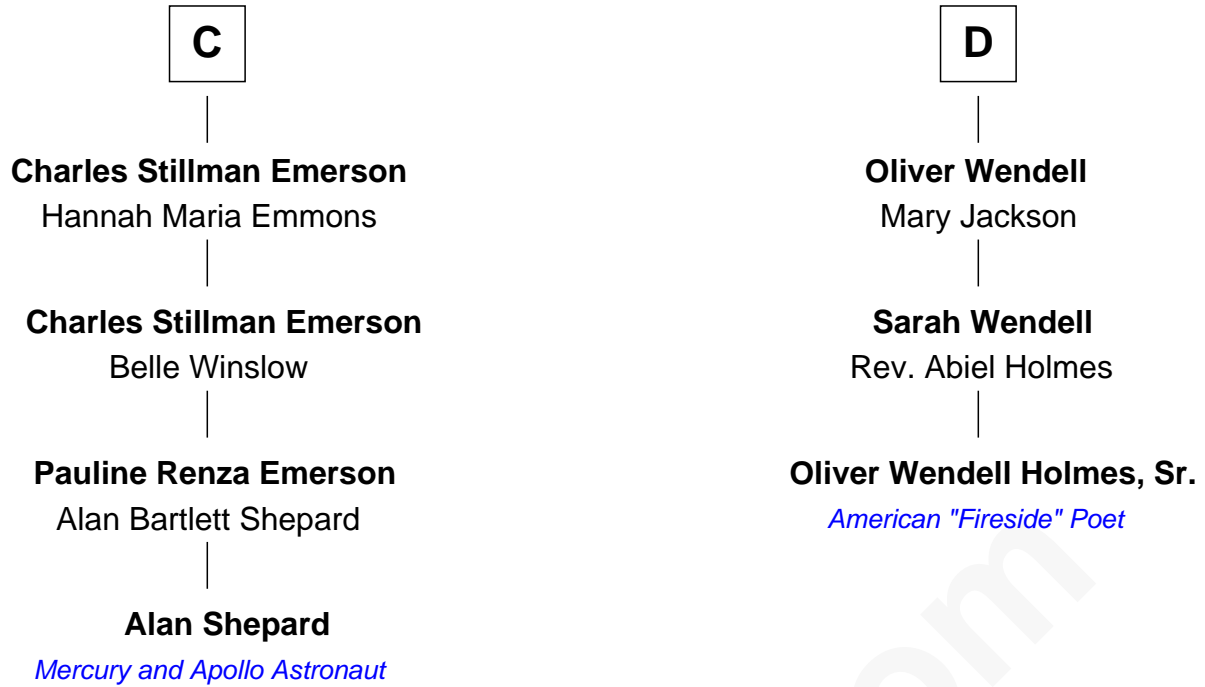 C
Charles Stillman Emerson
Hannah Maria Emmons
Charles Stillman Emerson
Belle Winslow
Pauline Renza Emerson
Alan Bartlett Shepard
Alan Shepard
Mercury and Apollo Astronaut
D
Oliver Wendell
Mary Jackson
Sarah Wendell
Rev. Abiel Holmes
Oliver Wendell Holmes, Sr.
American "Fireside" Poet
om